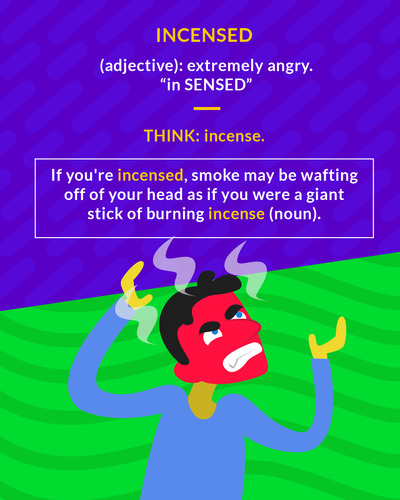 INCENSED
(adjective): extremely angry.
“in SENSED”
THINK: incense.
If you're incensed, smoke may be wafting
off of your head as if you were a giant
stick of burning incense (noun).